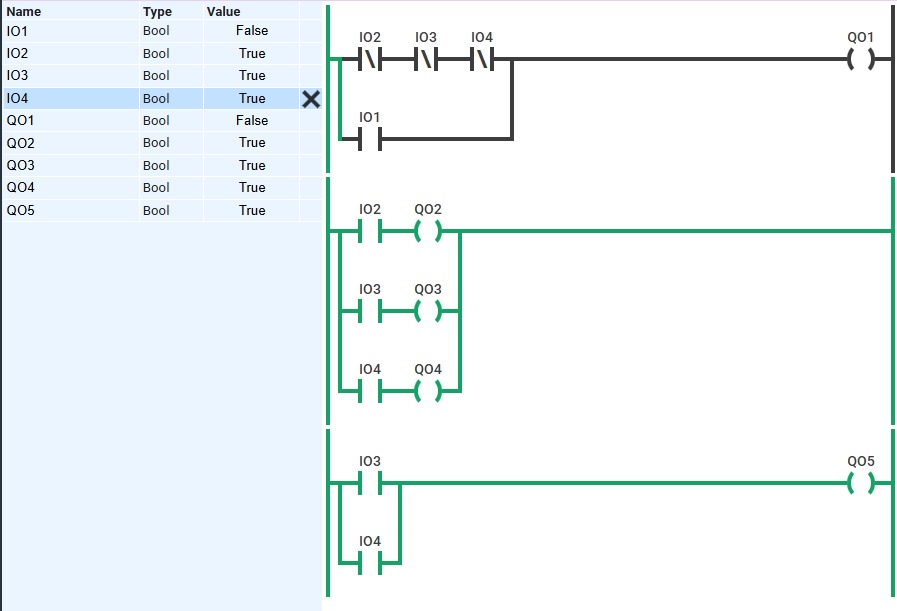 Name Type Value
IO1 Bool False
IO2 Bool True
IO3 Bool True
IO4 Bool True
QO1 Bool False
QO2 Bool True
QO3 Bool True
QO4 Bool True
QO5 Bool True
IO2 IO3 IO4 QO1
IO1
IO2 QO2
IO3 QO3
IO4 QO4
IO3 QO5
IO4